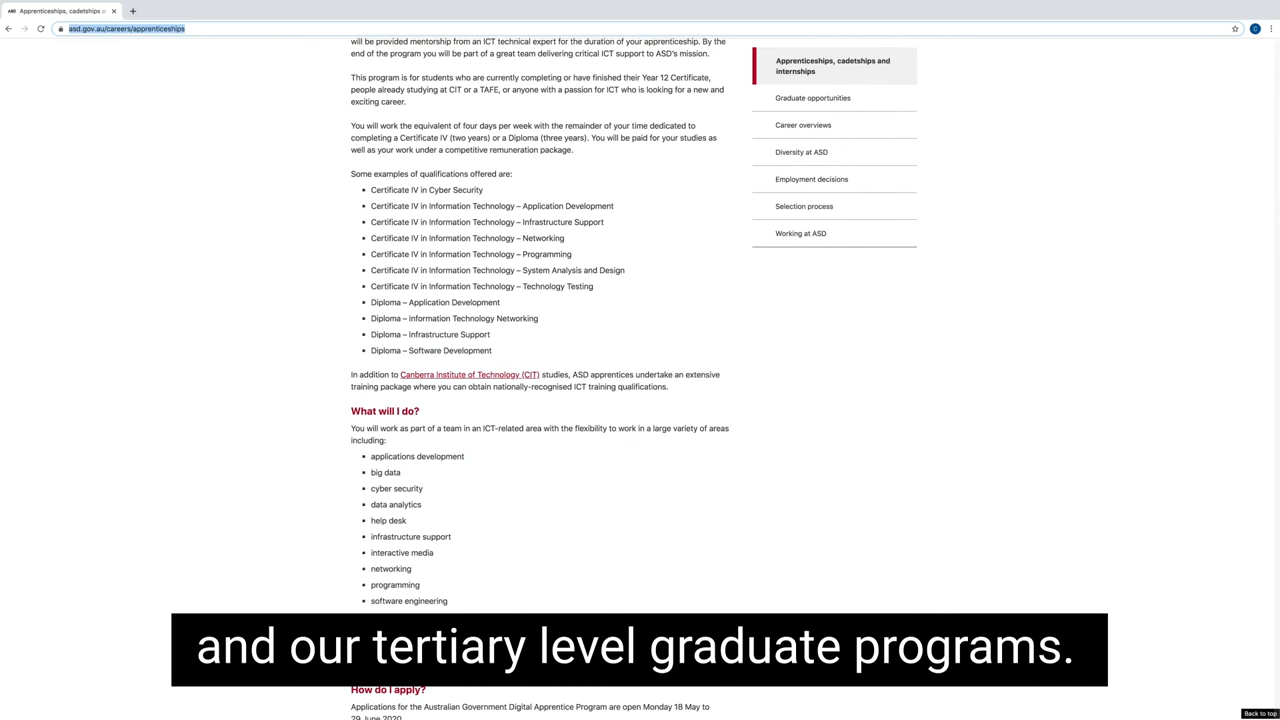 ASD
Apprenticeships, cadetships an
asd.gov.au/careers/apprenticeships
C
will be provided mentorship from an ICT technical expert for the duration of your apprenticeship. By the
end of the program you will be part of a great team delivering critical ICT support to ASD's mission.
This program is for students who are currently completing or have finished their Year 12 Certificate,
people already studying at CIT or a TAFE, or anyone with a passion for ICT who is looking for a new and
exciting career.
You will work the equivalent of four days per week with the remainder of your time dedicated to
completing a Certificate IV (two years) or a Diploma (three years). You will be paid for your studies as
well as your work under a competitive remuneration package.
Some examples of qualifications offered are:
Certificate IV in Cyber Security
Certificate IV in Information Technology – Application Development
Certificate IV in Information Technology – Infrastructure Support
Certificate IV in Information Technology – Networking
Certificate IV in Information Technology – Programming
Certificate IV in Information Technology – System Analysis and Design
Certificate IV in Information Technology – Technology Testing
Diploma – Application Development
Diploma – Information Technology Networking
Diploma – Infrastructure Support
Diploma – Software Development
In addition to Canberra Institute of Technology (CIT) studies, ASD apprentices undertake an extensive
training package where you can obtain nationally-recognised ICT training qualifications.
What will I do?
You will work as part of a team in an ICT-related area with the flexibility to work in a large variety of areas
including:
applications development
big data
cyber security
data analytics
help desk
infrastructure support
interactive media
networking
programming
software engineering
How do I apply?
Applications for the Australian Government Digital Apprentice Program are open Monday 18 May to
29 June 2020
Apprenticeships, cadetships and
internships
Graduate opportunities
Career overviews
Diversity at ASD
Employment decisions
Selection process
Working at ASD
and our tertiary level graduate programs.
Back to top